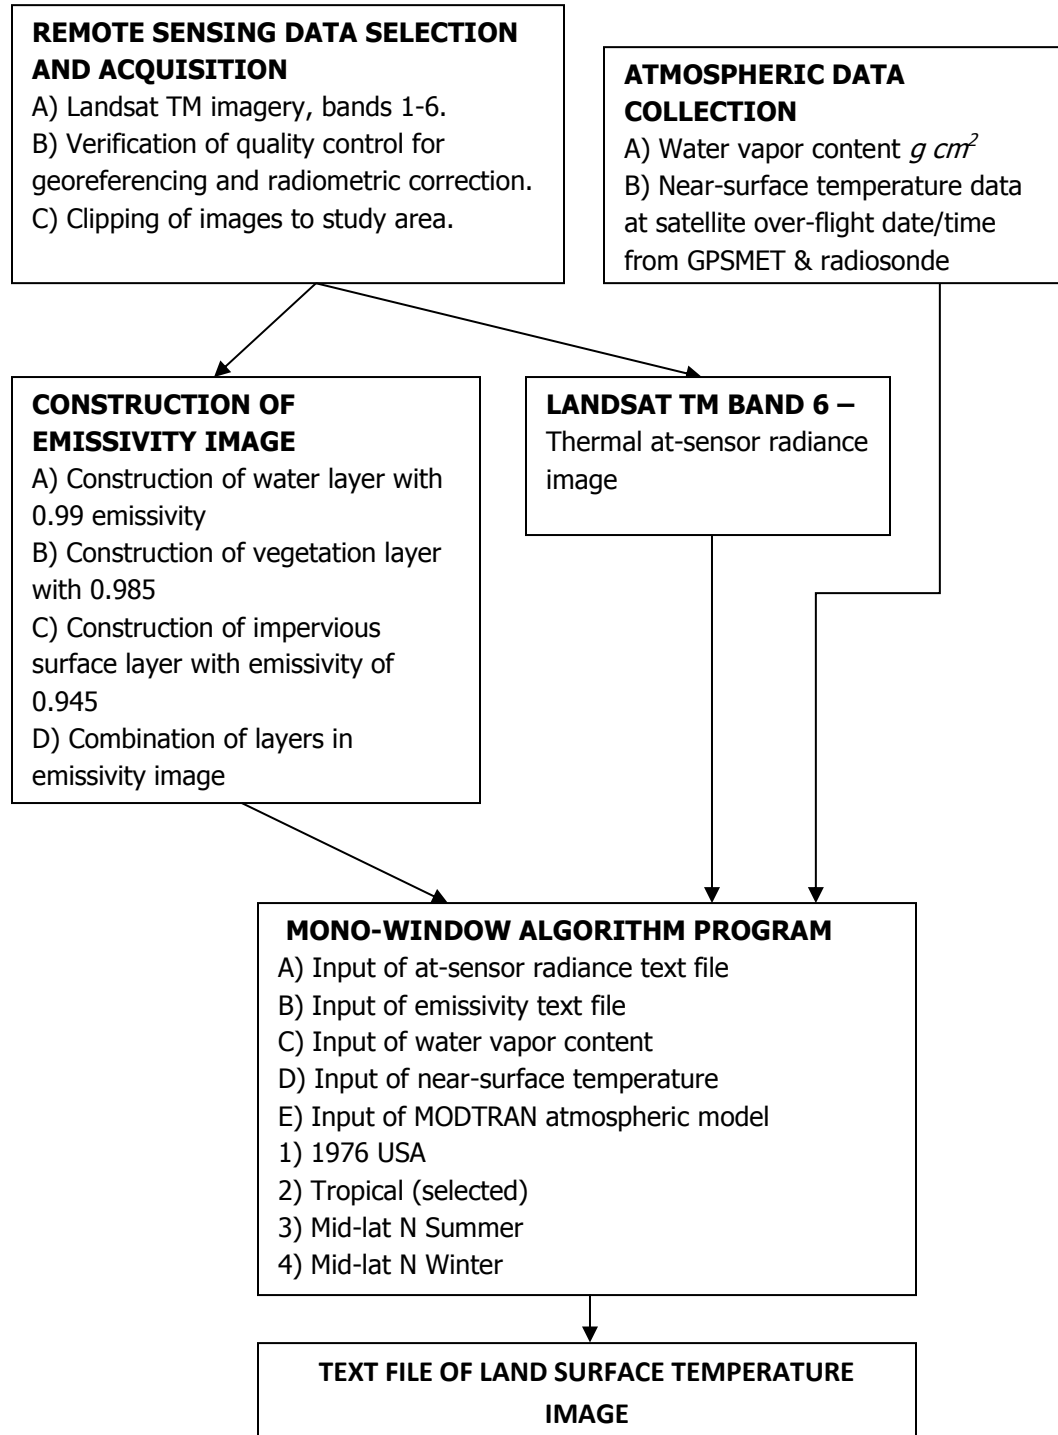 REMOTE SENSING DATA SELECTION
AND ACQUISITION
A) Landsat TM imagery, bands 1-6.
B) Verification of quality control for
georeferencing and radiometric correction.
C) Clipping of images to study area.
ATMOSPHERIC DATA
COLLECTION
A) Water vapor content g cm²
B) Near-surface temperature data
at satellite over-flight date/time
from GPSMET & radiosonde
CONSTRUCTION OF
EMISSIVITY IMAGE
A) Construction of water layer with
0.99 emissivity
B) Construction of vegetation layer
with 0.985
C) Construction of impervious
surface layer with emissivity of
0.945
D) Combination of layers in
emissivity image
LANDSAT TM BAND 6 –
Thermal at-sensor radiance
image
MONO-WINDOW ALGORITHM PROGRAM
A) Input of at-sensor radiance text file
B) Input of emissivity text file
C) Input of water vapor content
D) Input of near-surface temperature
E) Input of MODTRAN atmospheric model
1) 1976 USA
2) Tropical (selected)
3) Mid-lat N Summer
4) Mid-lat N Winter
TEXT FILE OF LAND SURFACE TEMPERATURE
IMAGE